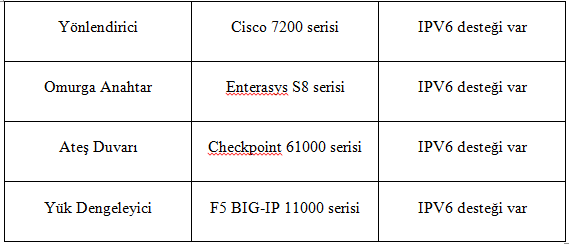 Yönlendirici Cisco 7200 serisi IPV6 desteği var
Omurga Anahtar Enterasys S8 serisi IPV6 desteği var
Ateş Duvarı Checkpoint 61000 serisi IPV6 desteği var
Yük Dengeleyici F5 BIG-IP 11000 serisi IPV6 desteği var